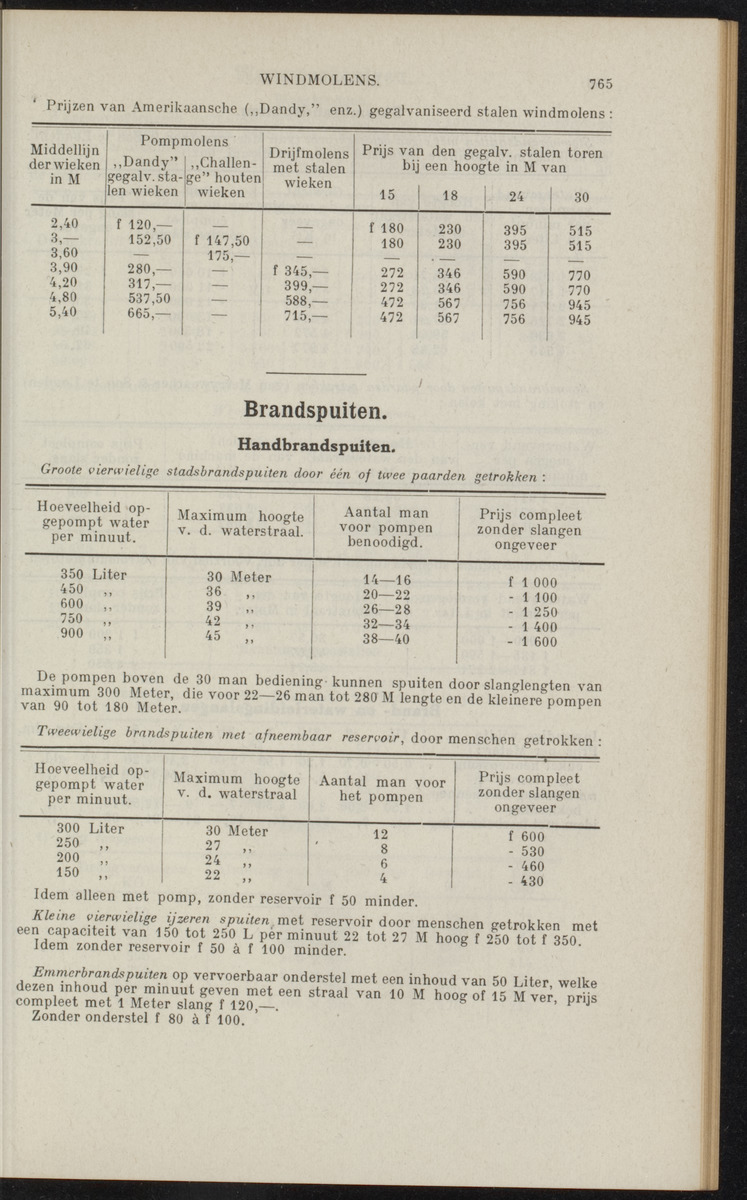 WINDMOLENS.
765
Prijzen van Amerikaansche (,,Dandy,” enz.) gegalvaniseerd stalen windmolens :
Middellijn der wieken in M | Pompmolens | Drijfmolens met stalen wieken | Prijs van den gegalv. stalen toren bij een hoogte in M van
,,Dandy” gegalv. sta-len wieken | ,,Challen-ge” houten wieken | 15 | 18 | 24 | 30
2,40 | f 120,— | — | — | f 180 | 230 | 395 | 515
3,— | 152,50 | f 147,50 | — | 180 | 230 | 395 | 515
3,60 | — | 175,— | — | — | — | — | —
3,90 | 280,— | — | f 345,— | 272 | 346 | 590 | 770
4,20 | 317,— | — | 399,— | 272 | 346 | 590 | 770
4,80 | 537,50 | — | 588,— | 472 | 567 | 756 | 945
5,40 | 665,— | — | 715,— | 472 | 567 | 756 | 945
Brandspuiten.
Handbrandspuiten.
Groote vierwielige stadsbrandspuiten door één of twee paarden getrokken :
Hoeveelheid op-gepompt water per minuut. | Maximum hoogte v. d. waterstraal. | Aantal man voor pompen benoodigd. | Prijs compleet zonder slangen ongeveer
350 Liter | 30 Meter | 14—16 | f 1 000
450 ,, | 36 ,, | 20—22 | - 1 100
600 ,, | 39 ,, | 26—28 | - 1 250
750 ,, | 42 ,, | 32—34 | - 1 400
900 ,, | 45 ,, | 38—40 | - 1 600
De pompen boven de 30 man bediening kunnen spuiten door slanglengten van
maximum 300 Meter, die voor 22—26 man tot 280 M lengte en de kleinere pompen
van 90 tot 180 Meter.
Tweewielige brandspuiten met afneembaar reservoir, door menschen getrokken :
Hoeveelheid op-gepompt water per minuut. | Maximum hoogte v. d. waterstraal | Aantal man voor het pompen | Prijs compleet zonder slangen ongeveer
300 Liter | 30 Meter | 12 | f 600
250 ,, | 27 ,, | 8 | - 530
200 ,, | 24 ,, | 6 | - 460
150 ,, | 22 ,, | 4 | - 430
Idem alleen met pomp, zonder reservoir f 50 minder.
Kleine vierwielige ijzeren spuiten met reservoir door menschen getrokken met
een capaciteit van 150 tot 250 L per minuut 22 tot 27 M hoog f 250 tot f 350.
Idem zonder reservoir f 50 à f 100 minder.
Emmerbrandspuiten op vervoerbaar onderstel met een inhoud van 50 Liter, welke
dezen inhoud per minuut geven met een straal van 10 M hoog of 15 M ver, prijs
compleet met 1 Meter slang f 120,—.
Zonder onderstel f 80 à f 100.